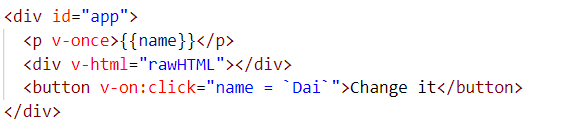 <div id="app">
  <p v-once>{{name}}</p>
  <div v-html="rawHTML"></div>
  <button v-on:click="name = `Dai`">Change it</button>
</div>